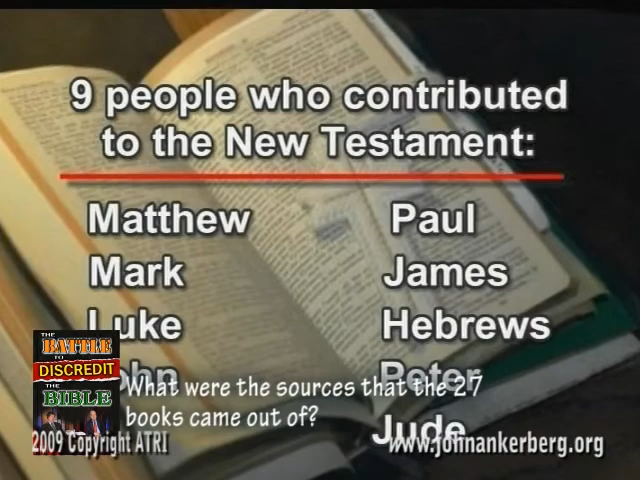 9 people who contributed
to the New Testament:
Matthew
Mark
Luke
John
Paul
James
Hebrews
Peter
Jude
THE
BATTLE
TO
DISCREDIT
THE
BIBLE
What were the sources that the 27
books came out of?
2009 Copyright ATRI
www.johnankerberg.org